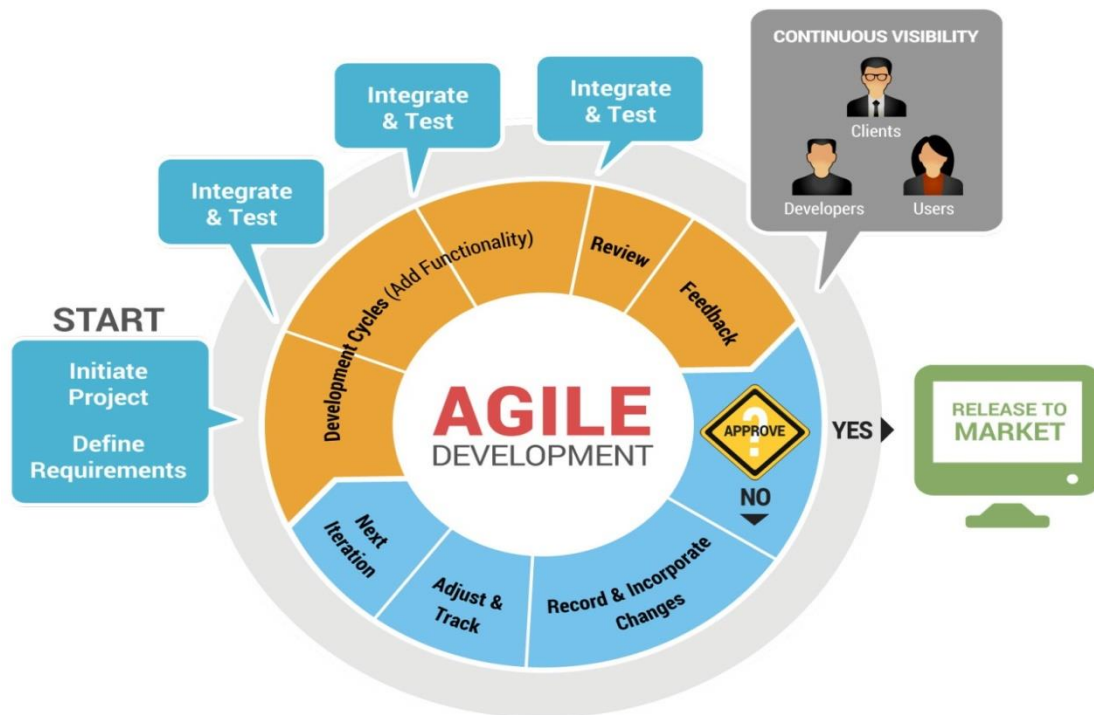 START
Initiate
Project
Define
Requirements
Integrate
& Test
Integrate
& Test
Integrate
& Test
CONTINUOUS VISIBILITY
Clients
Developers
Users
Development Cycles (Add Functionality)
Review
Feedback
AGILE
DEVELOPMENT
?
APPROVE
YES
NO
RELEASE TO
MARKET
Record & Incorporate
Changes
Adjust &
Track
Next
Iteration